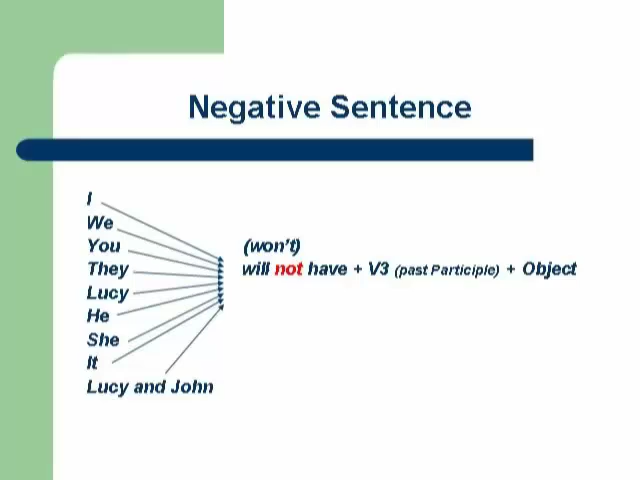 Negative Sentence
I
We
You
(won't)
They
will not have + V3 (past Participle) + Object
Lucy
He
She
It
Lucy and John